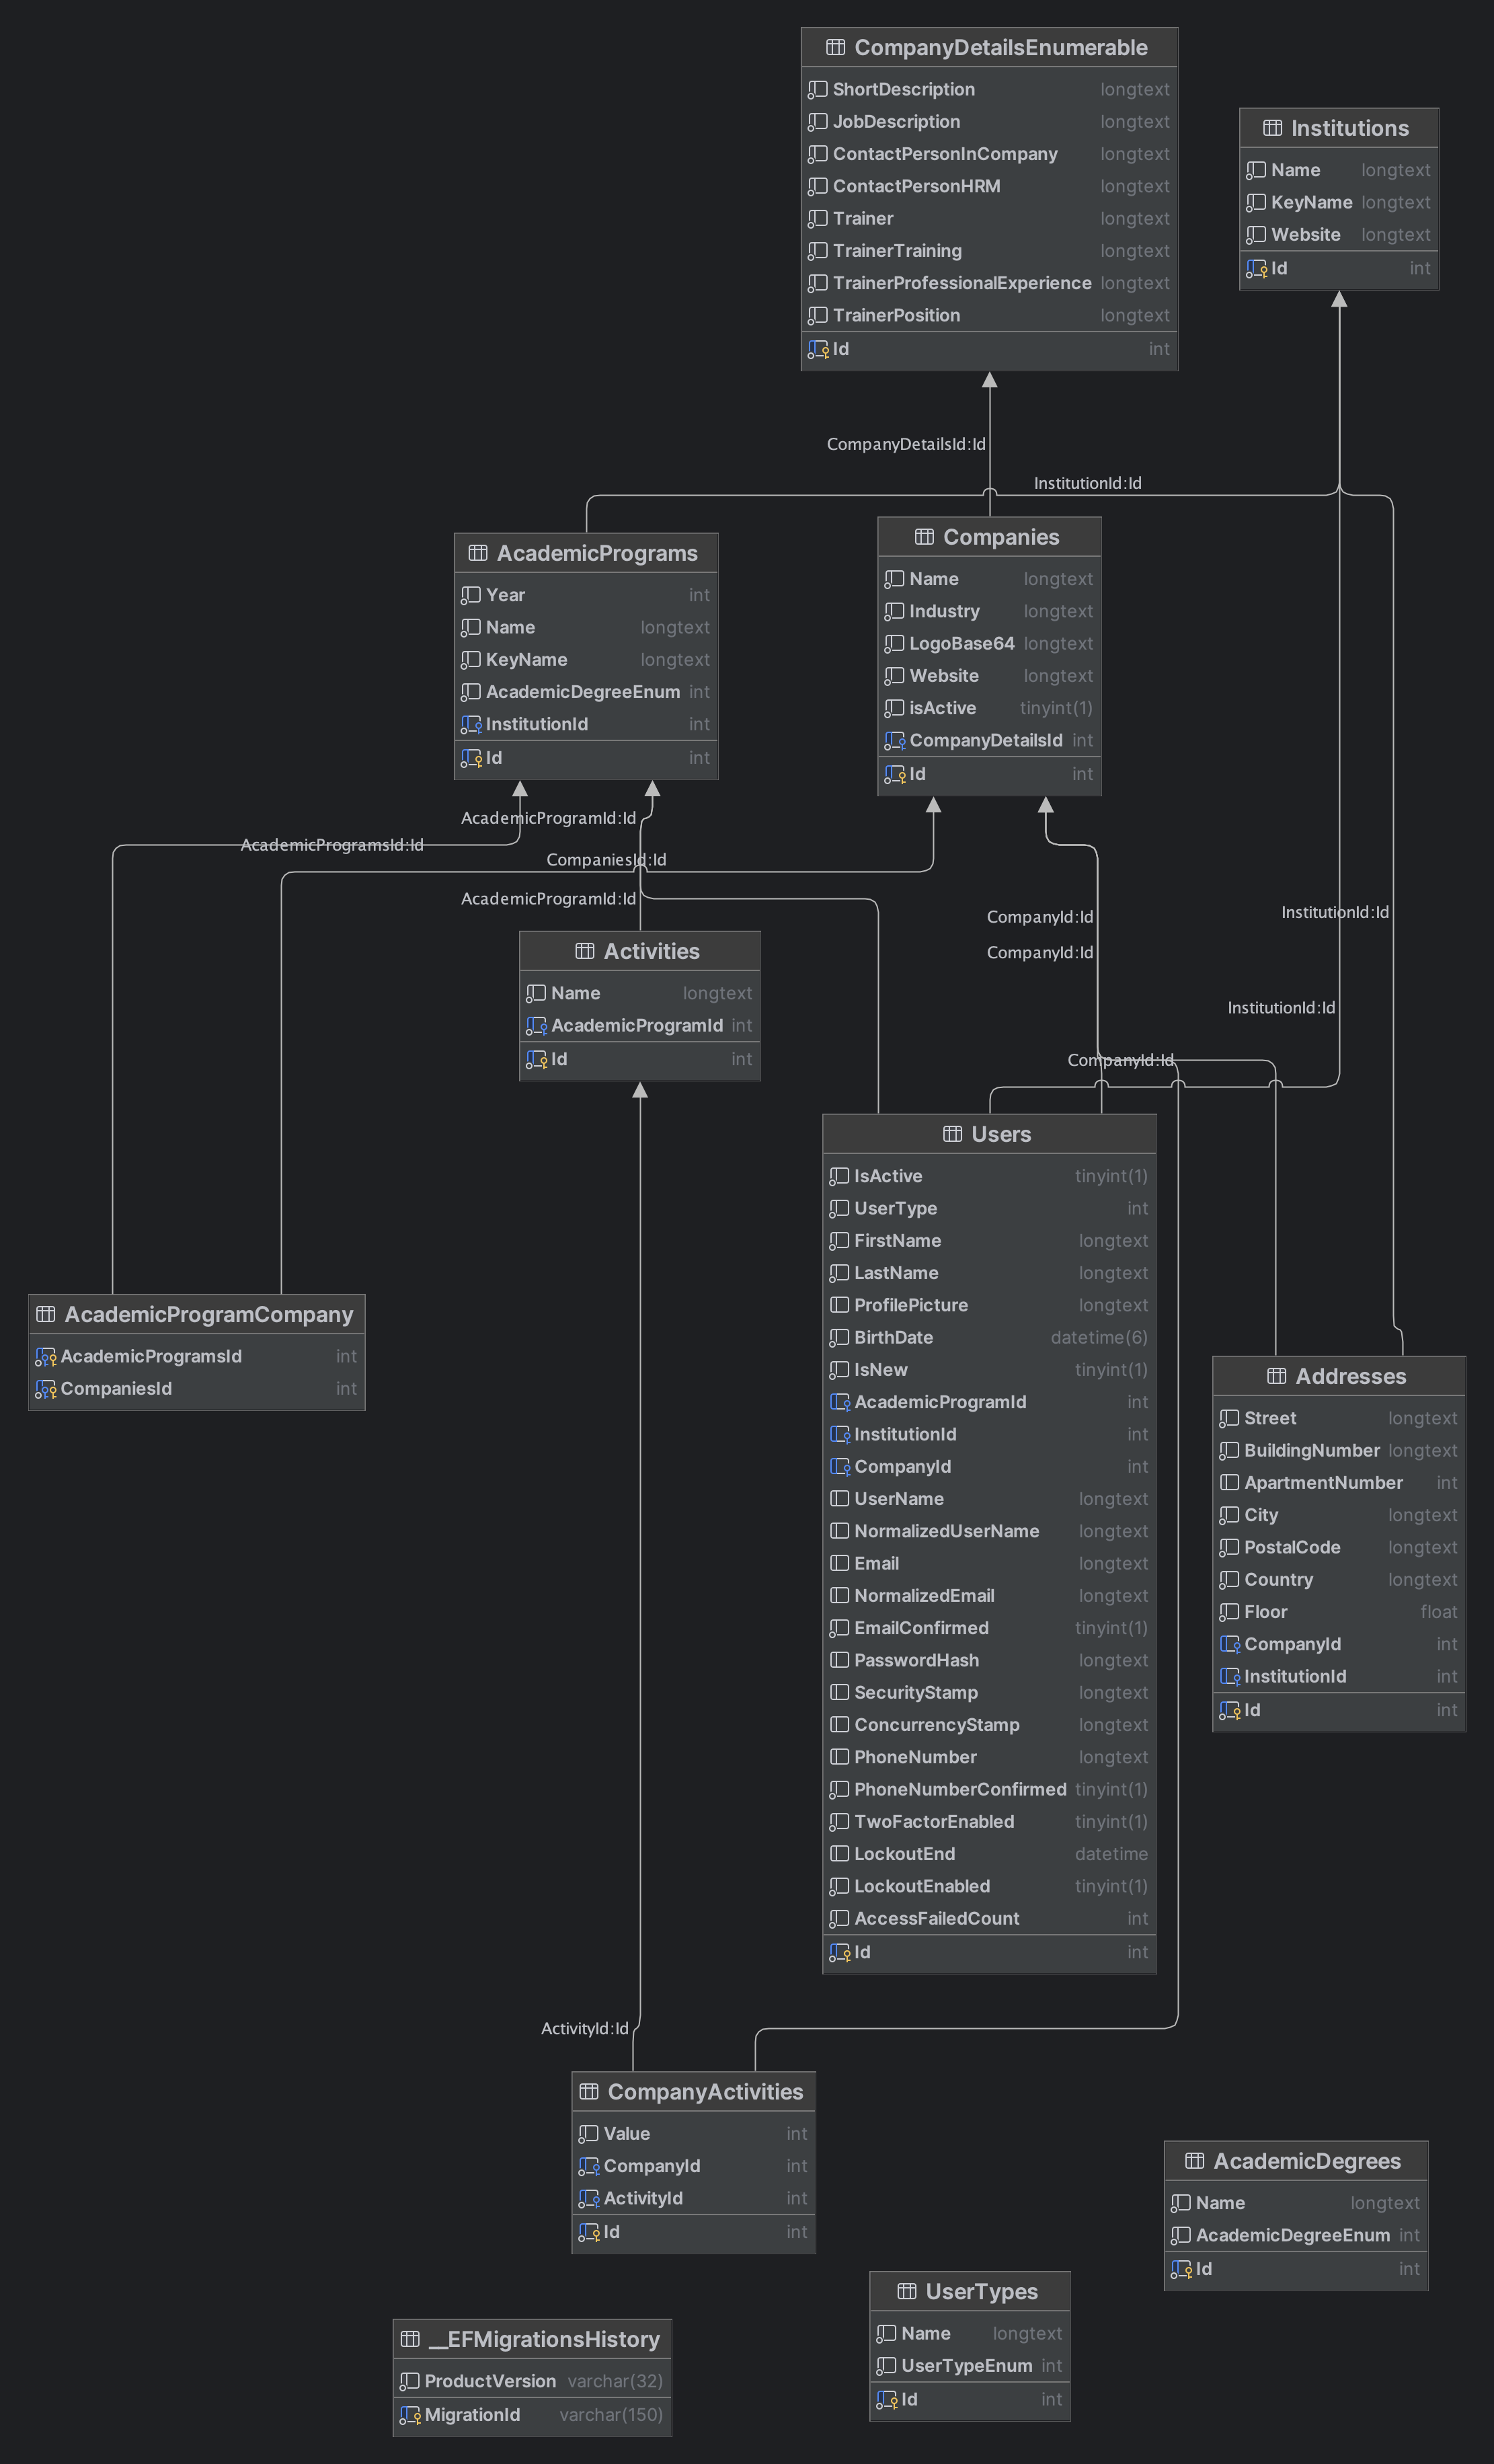 CompanyDetailsEnumerable
ShortDescription longtext
JobDescription longtext
ContactPersonInCompany longtext
ContactPersonHRM longtext
Trainer longtext
TrainerTraining longtext
TrainerProfessionalExperience longtext
TrainerPosition longtext
Id int
Institutions
Name longtext
KeyName longtext
Website longtext
Id int
CompanyDetailsId:Id
InstitutionId:Id
AcademicPrograms
Year int
Name longtext
KeyName longtext
AcademicDegreeEnum int
InstitutionId int
Id int
Companies
Name longtext
Industry longtext
LogoBase64 longtext
Website longtext
isActive tinyint(1)
CompanyDetailsId int
Id int
AcademicProgramId:Id
AcademicProgramsId:Id
CompaniesId:Id
AcademicProgramId:Id
CompanyId:Id
InstitutionId:Id
CompanyId:Id
InstitutionId:Id
CompanyId:Id
Activities
Name longtext
AcademicProgramId int
Id int
Users
IsActive tinyint(1)
UserType int
FirstName longtext
LastName longtext
ProfilePicture longtext
BirthDate datetime(6)
IsNew tinyint(1)
AcademicProgramId int
InstitutionId int
CompanyId int
UserName longtext
NormalizedUserName longtext
Email longtext
NormalizedEmail longtext
EmailConfirmed tinyint(1)
PasswordHash longtext
SecurityStamp longtext
ConcurrencyStamp longtext
PhoneNumber longtext
PhoneNumberConfirmed tinyint(1)
TwoFactorEnabled tinyint(1)
LockoutEnd datetime
LockoutEnabled tinyint(1)
AccessFailedCount int
Id int
AcademicProgramCompany
AcademicProgramsId int
CompaniesId int
Addresses
Street longtext
BuildingNumber longtext
ApartmentNumber int
City longtext
PostalCode longtext
Country longtext
Floor float
CompanyId int
InstitutionId int
Id int
ActivityId:Id
CompanyActivities
Value int
CompanyId int
ActivityId int
Id int
AcademicDegrees
Name longtext
AcademicDegreeEnum int
Id int
UserTypes
Name longtext
UserTypeEnum int
Id int
__EFMigrationsHistory
ProductVersion varchar(32)
MigrationId varchar(150)